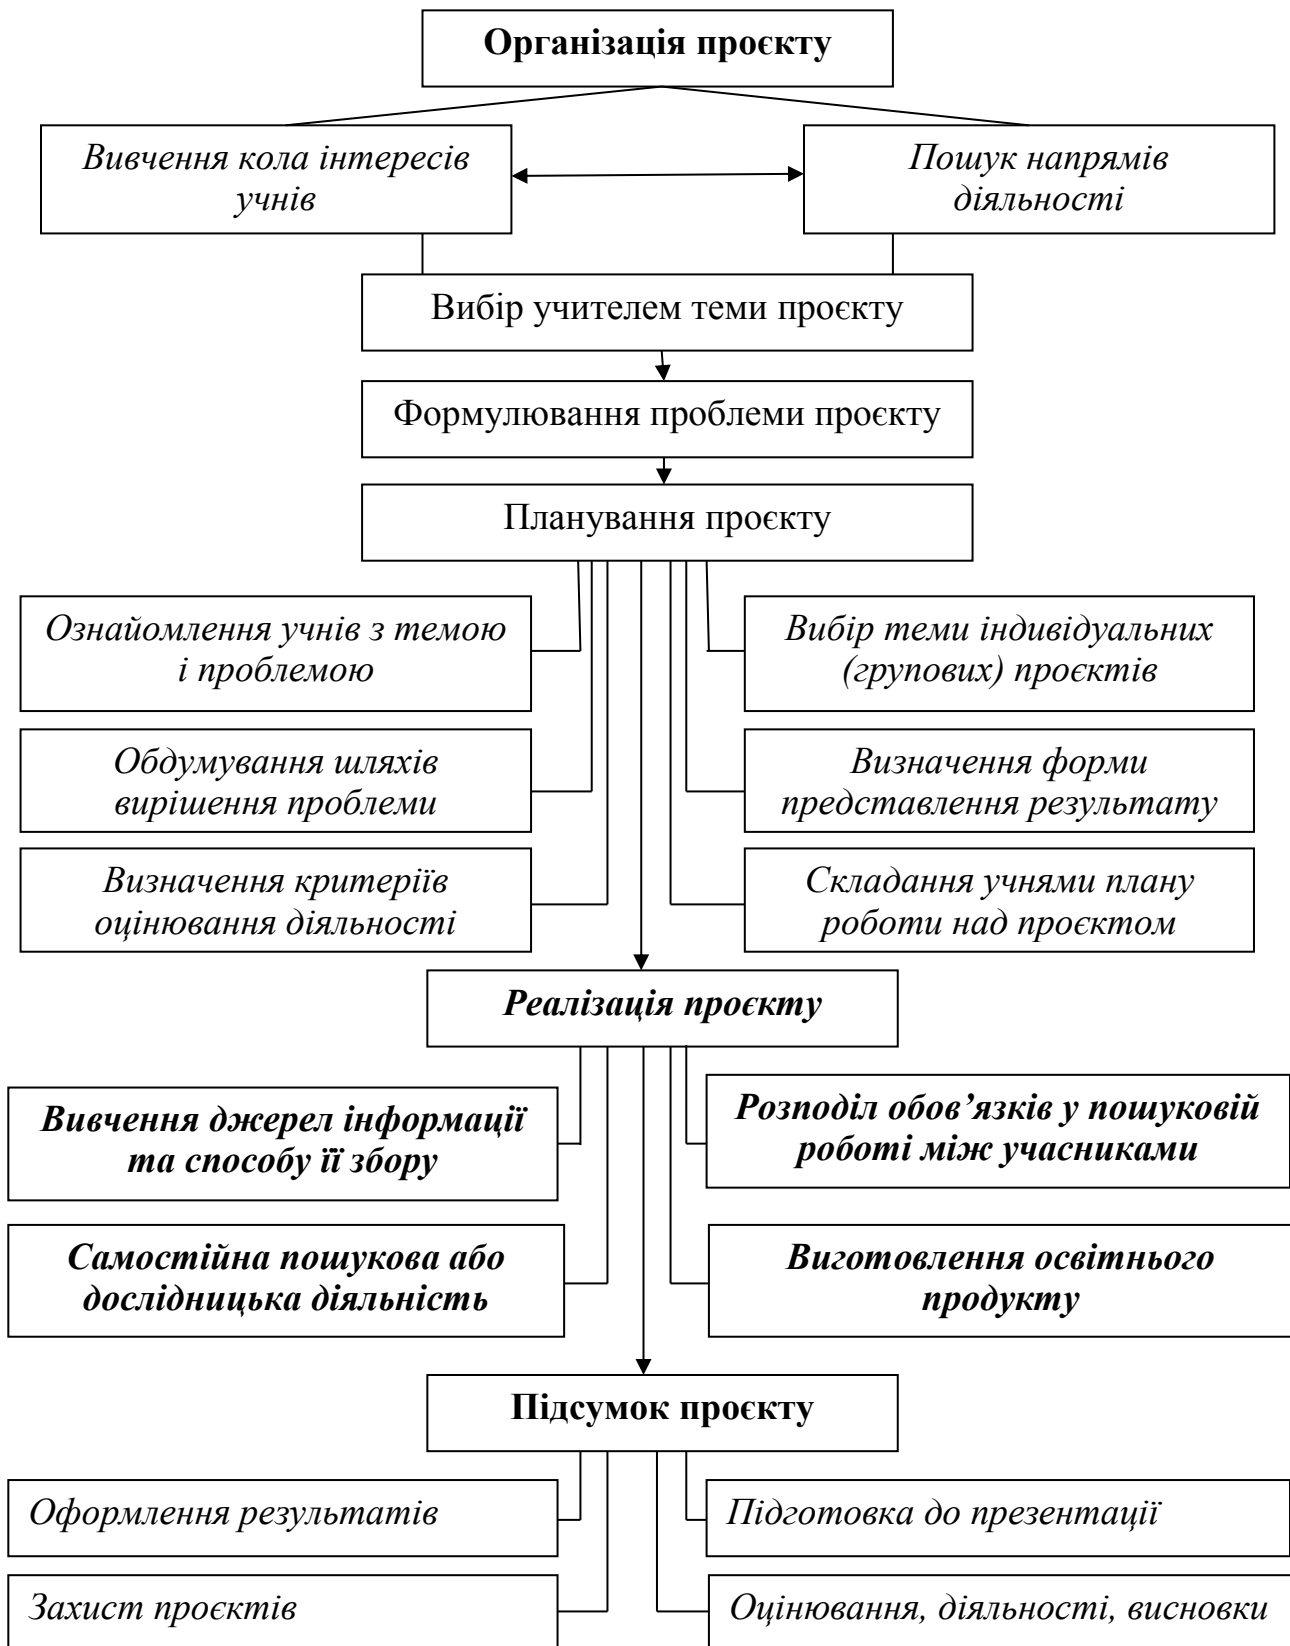 Організація проєкту
Вивчення кола інтересів
учнів
Пошук напрямів
діяльності
Вибір учителем теми проєкту
Формулювання проблеми проєкту
Планування проєкту
Ознайомлення учнів з темою
і проблемою
Вибір теми індивідуальних
(групових) проєктів
Обдумування шляхів
вирішення проблеми
Визначення форми
представлення результату
Визначення критеріїв
оцінювання діяльності
Складання учнями плану
роботи над проєктом
Реалізація проєкту
Вивчення джерел інформації
та способу її збору
Розподіл обов’язків у пошуковій
роботі між учасниками
Самостійна пошукова або
дослідницька діяльність
Виготовлення освітнього
продукту
Підсумок проєкту
Оформлення результатів
Підготовка до презентації
Захист проєктів
Оцінювання, діяльності, висновки